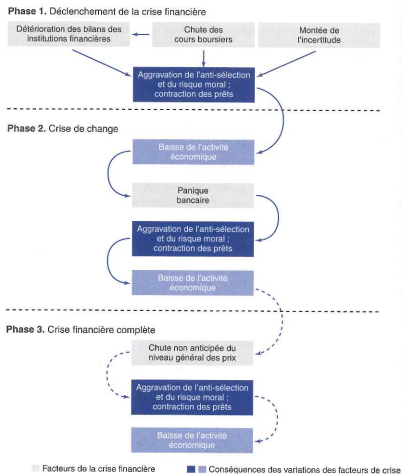 Phase 1. Déclenchement de la crise financière
Détérioration des bilans des
institutions financières
Chute des
cours boursiers
Montée de
l'incertitude
Aggravation de l'anti-sélection
et du risque moral ;
contraction des prêts
Phase 2. Crise de change
Baisse de l'activité
économique
Panique
bancaire
Aggravation de l'anti-sélection
et du risque moral ;
contraction des prêts
Baisse de l'activité
économique
Phase 3. Crise financière complète
Chute non anticipée du
niveau général des prix
Aggravation de l'anti-sélection
et du risque moral ;
contraction des prêts
Baisse de l'activité
économique
Facteurs de la crise financière
Conséquences des variations des facteurs de crise